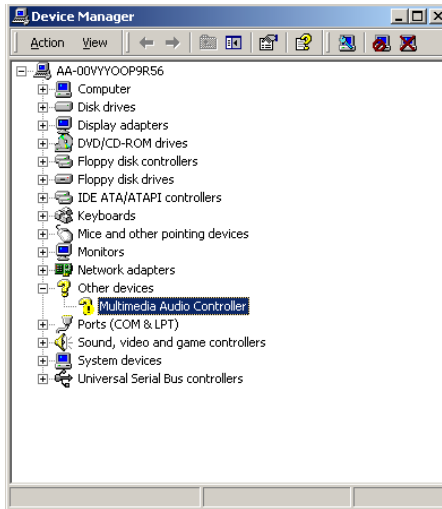 Device Manager
Action View
AA-00VYYOOP9R56
Computer
Disk drives
Display adapters
DVD/CD-ROM drives
Floppy disk controllers
Floppy disk drives
IDE ATA/ATAPI controllers
Keyboards
Mice and other pointing devices
Monitors
Network adapters
Other devices
Multimedia Audio Controller
Ports (COM & LPT)
Sound, video and game controllers
System devices
Universal Serial Bus controllers